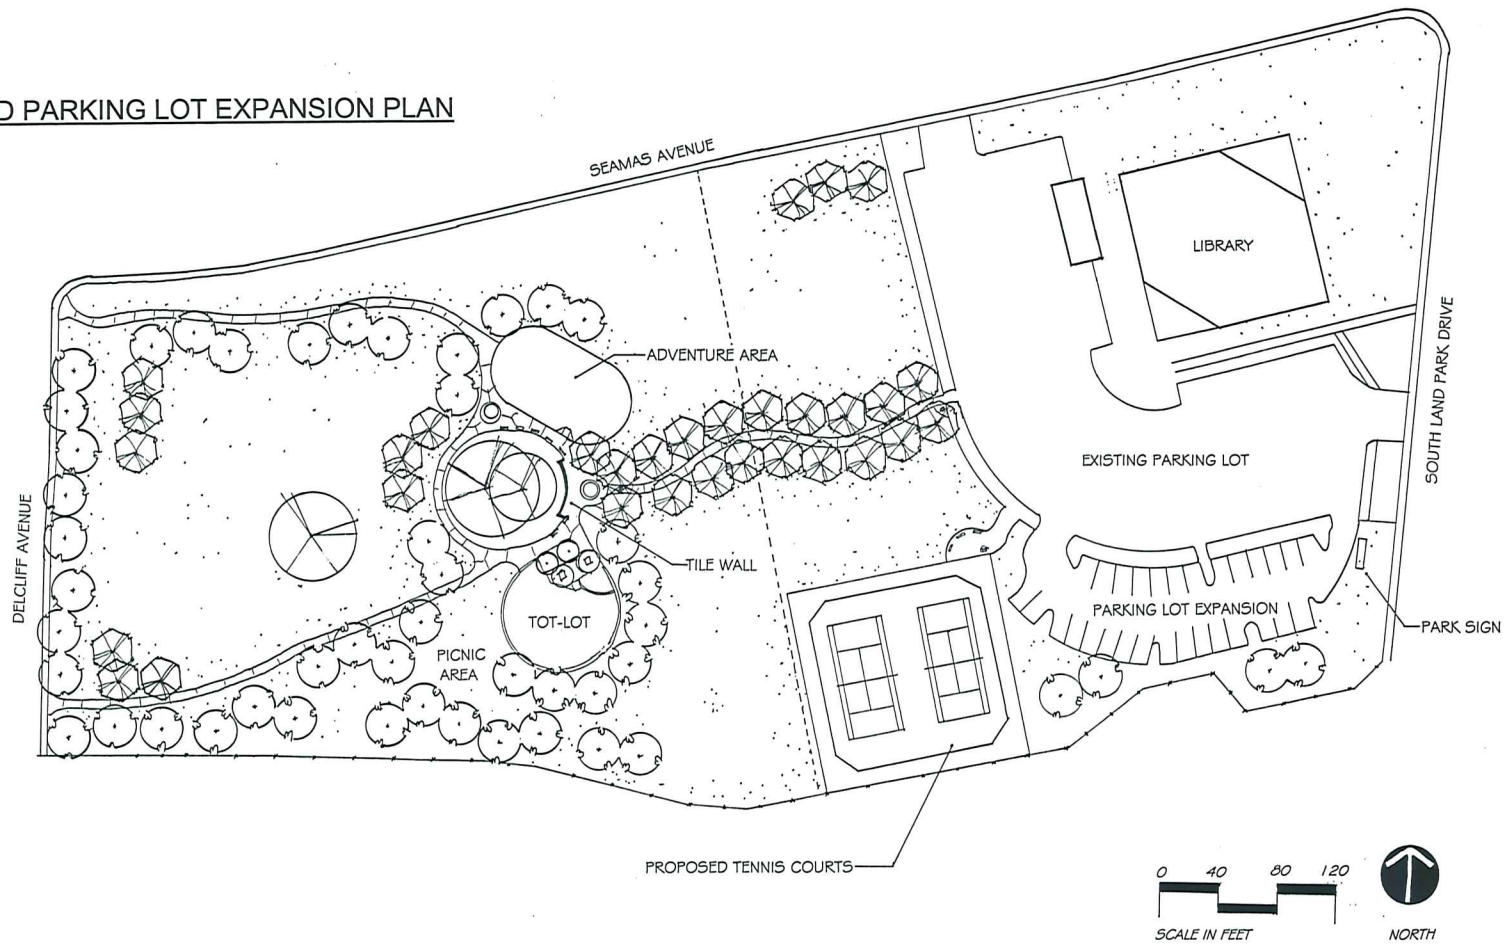 D PARKING LOT EXPANSION PLAN
SEAMAS AVENUE
LIBRARY
ADVENTURE AREA
SOUTH LAND PARK DRIVE
EXISTING PARKING LOT
DELCLIFF AVENUE
TILE WALL
PARKING LOT EXPANSION
TOT-LOT
PARK SIGN
PICNIC
AREA
PROPOSED TENNIS COURTS
0 40 80 120
SCALE IN FEET
NORTH